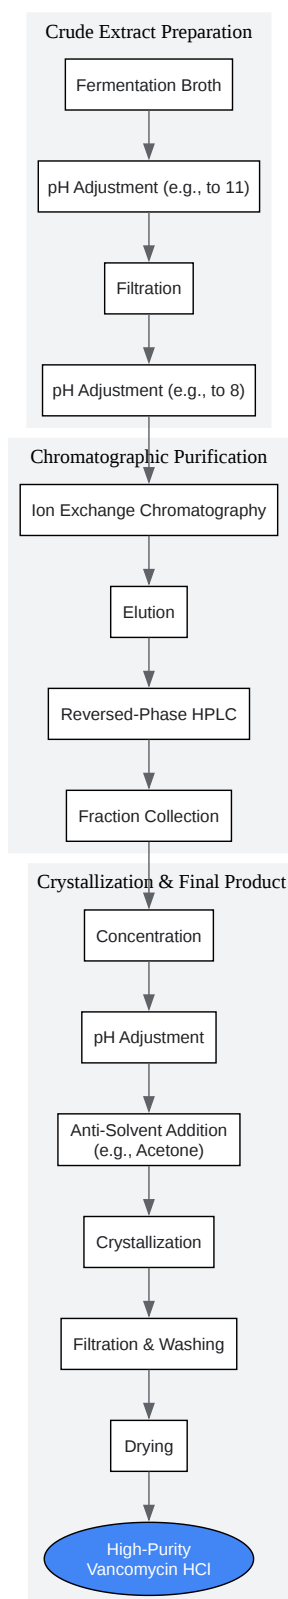 Crude Extract Preparation
Fermentation Broth
pH Adjustment (e.g., to 11)
Filtration
pH Adjustment (e.g., to 8)
Chromatographic Purification
Ion Exchange Chromatography
Elution
Reversed-Phase HPLC
Fraction Collection
Crystallization & Final Product
Concentration
pH Adjustment
Anti-Solvent Addition
(e.g., Acetone)
Crystallization
Filtration & Washing
Drying
High-Purity
Vancomycin HCl